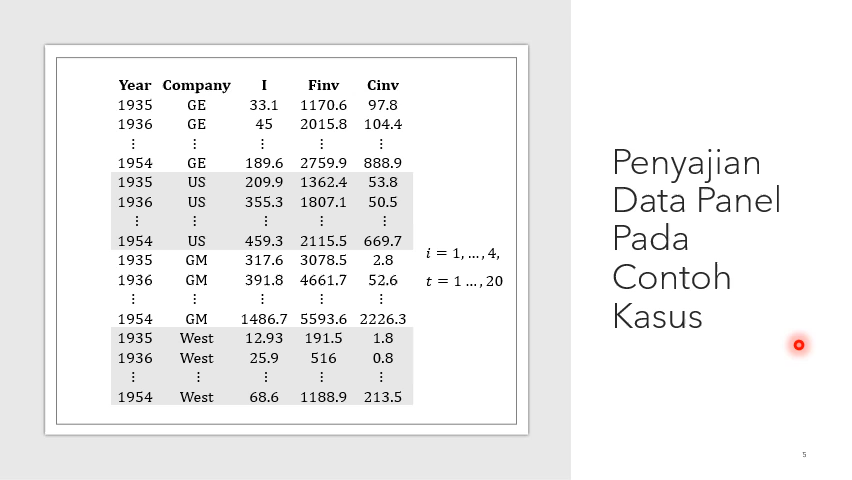 Year Company I Finv Cinv
1935 GE 33.1 1170.6 97.8
1936 GE 45 2015.8 104.4
⋮ ⋮ ⋮ ⋮ ⋮
1954 GE 189.6 2759.9 888.9
1935 US 209.9 1362.4 53.8
1936 US 355.3 1807.1 50.5
⋮ ⋮ ⋮ ⋮ ⋮
1954 US 459.3 2115.5 669.7
1935 GM 317.6 3078.5 2.8
1936 GM 391.8 4661.7 52.6
⋮ ⋮ ⋮ ⋮ ⋮
1954 GM 1486.7 5593.6 2226.3
1935 West 12.93 191.5 1.8
1936 West 25.9 516 0.8
⋮ ⋮ ⋮ ⋮ ⋮
1954 West 68.6 1188.9 213.5
i = 1, …, 4,
t = 1 …, 20
Penyajian
Data Panel
Pada
Contoh
Kasus
5